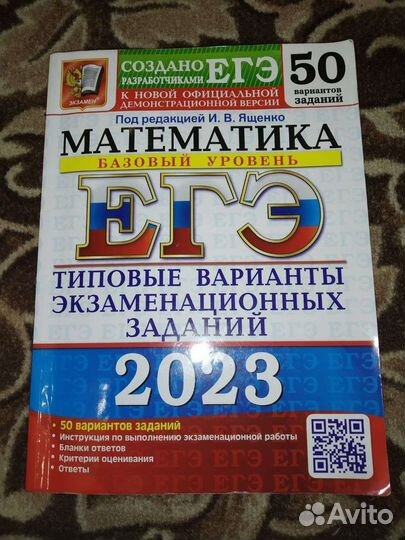 СОЗДАНО
РАЗРАБОТЧИКАМИ ЕГЭ
К НОВОЙ ОФИЦИАЛЬНОЙ
ДЕМОНСТРАЦИОННОЙ ВЕРСИИ
50
вариантов
заданий
ЭКЗАМЕН
Под редакцией И. В. Ященко
МАТЕМАТИКА
БАЗОВЫЙ УРОВЕНЬ
ЕГЭ
ТИПОВЫЕ ВАРИАНТЫ
ЭКЗАМЕНАЦИОННЫХ
ЗАДАНИЙ
2023
• 50 вариантов заданий
• Инструкция по выполнению экзаменационной работы
• Бланки ответов
• Критерии оценивания
• Ответы
Avito